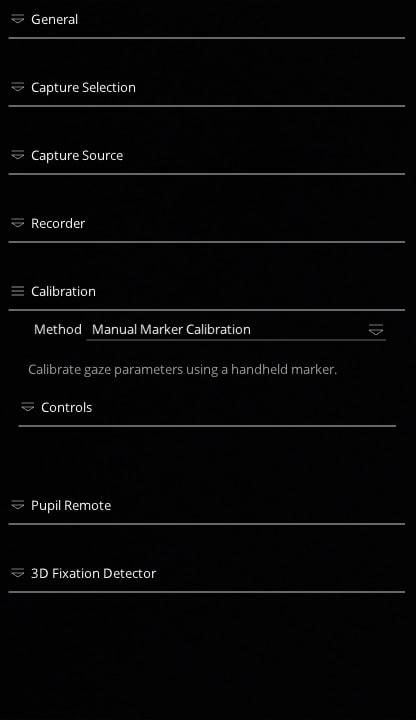 General
Capture Selection
Capture Source
Recorder
Calibration
Method Manual Marker Calibration
Calibrate gaze parameters using a handheld marker.
Controls
Pupil Remote
3D Fixation Detector